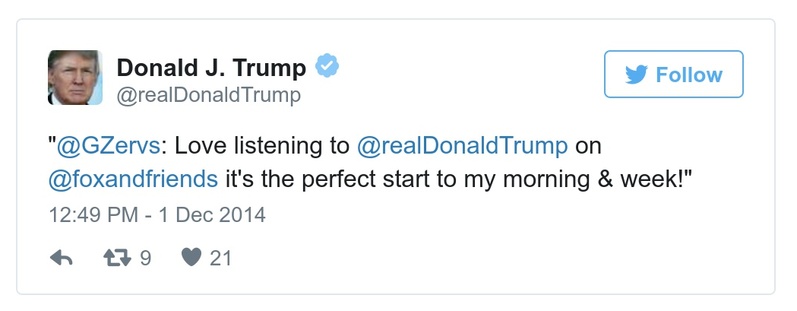 Donald J. Trump
@realDonaldTrump
Follow
"@GZervs: Love listening to @realDonaldTrump on
@foxandfriends it's the perfect start to my morning & week!"
12:49 PM - 1 Dec 2014
9 21